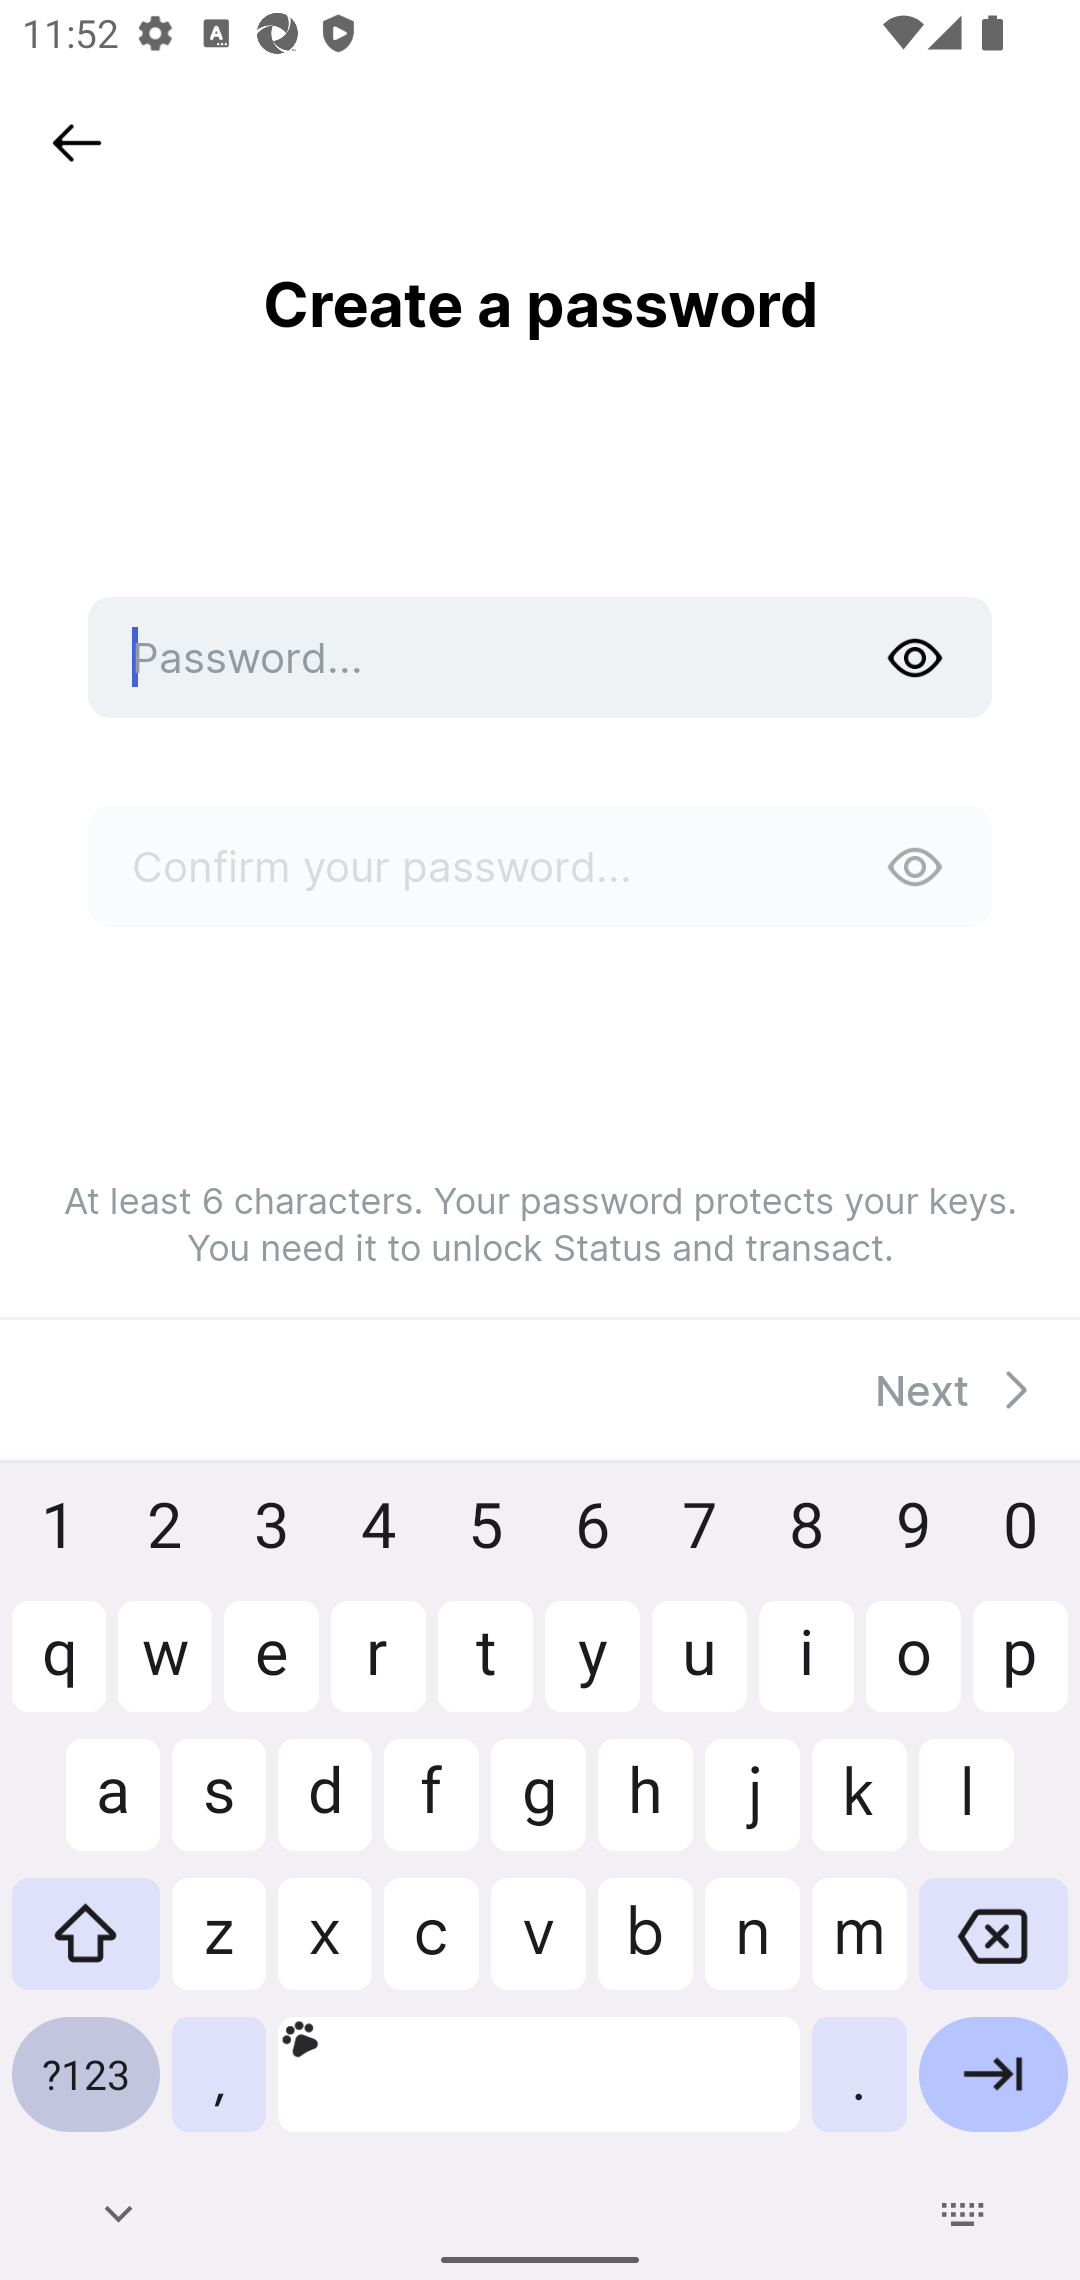 11:52
Create a password
Password...
Confirm your password...
At least 6 characters. Your password protects your keys.
You need it to unlock Status and transact.
Next
1 2 3 4 5 6 7 8 9 0
q w e r t y u i o p
a s d f g h j k l
z x c v b n m
?123 , .